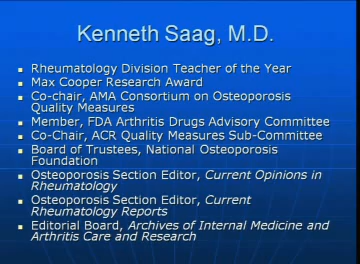 Kenneth Saag, M.D.
Rheumatology Division Teacher of the Year
Max Cooper Research Award
Co-chair, AMA Consortium on Osteoporosis
Quality Measures
Member, FDA Arthritis Drugs Advisory Committee
Co-Chair, ACR Quality Measures Sub-Committee
Board of Trustees, National Osteoporosis
Foundation
Osteoporosis Section Editor, Current Opinions in
Rheumatology
Osteoporosis Section Editor, Current
Rheumatology Reports
Editorial Board, Archives of Internal Medicine and
Arthritis Care and Research